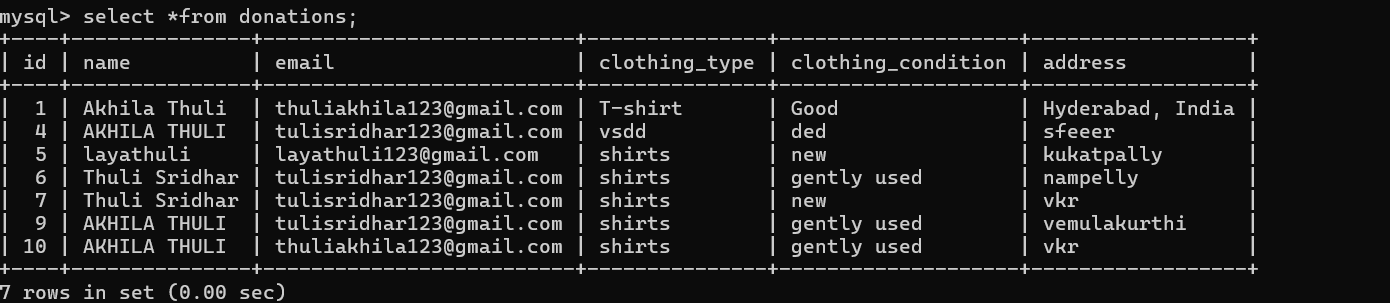 mysql> select *from donations;
+----+--------------+---------------------------+---------------+--------------------+-----------------+
| id | name         | email                     | clothing_type | clothing_condition | address          |
+----+--------------+---------------------------+---------------+--------------------+-----------------+
|  1 | Akhila Thuli | thuliakhila123@gmail.com | T-shirt       | Good               | Hyderabad, India |
|  4 | AKHILA THULI | tulisridhar123@gmail.com | vsdd          | ded                | sfeeer           |
|  5 | layathuli    | layathuli123@gmail.com   | shirts        | new                | kukatpally       |
|  6 | Thuli Sridhar | tulisridhar123@gmail.com | shirts        | gently used        | nampelly         |
|  7 | Thuli Sridhar | tulisridhar123@gmail.com | shirts        | new                | vkr              |
|  9 | AKHILA THULI | tulisridhar123@gmail.com | shirts        | gently used        | vemulakurthi     |
| 10 | AKHILA THULI | thuliakhila123@gmail.com | shirts        | gently used        | vkr              |
+----+--------------+---------------------------+---------------+--------------------+-----------------+
7 rows in set (0.00 sec)